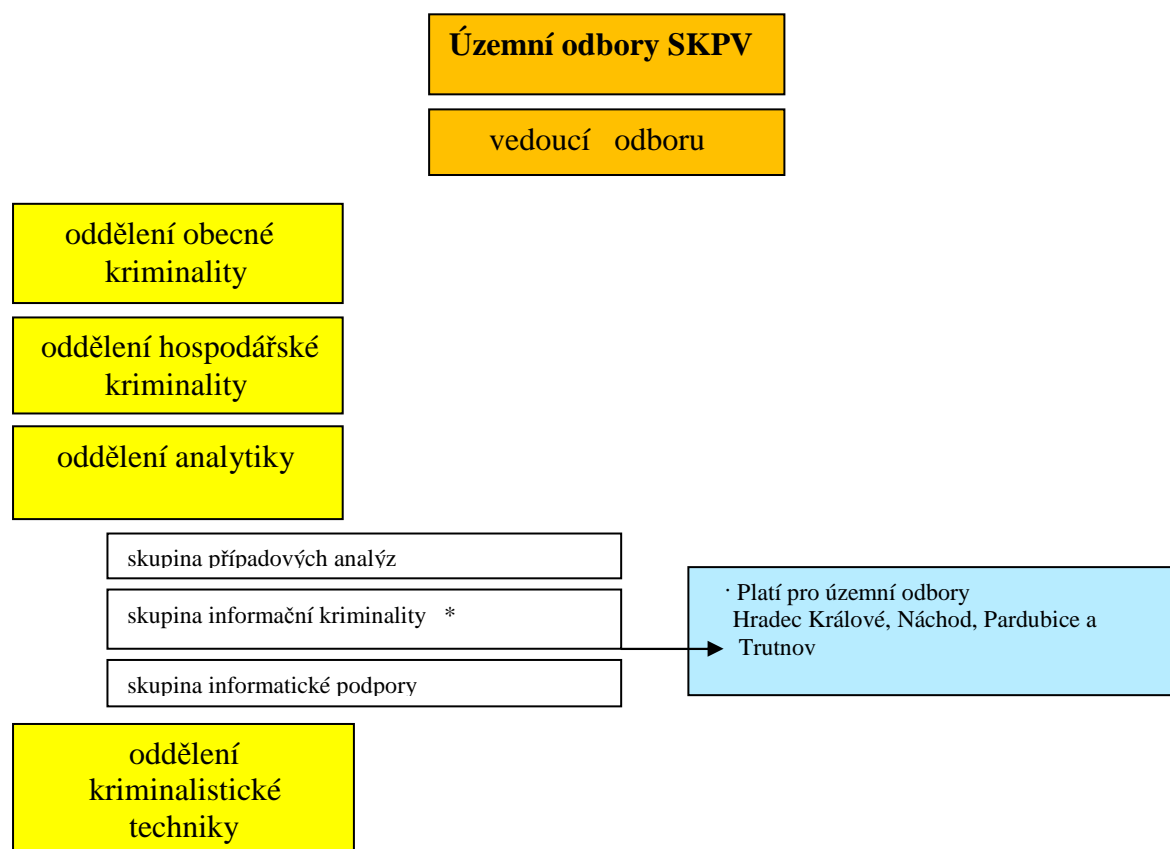 Územní odbory SKPV
vedoucí odboru
oddělení obecné
kriminality
oddělení hospodářské
kriminality
oddělení analytiky
skupina případových analýz
skupina informační kriminality *
skupina informatické podpory
· Platí pro územní odbory
Hradec Králové, Náchod, Pardubice a
Trutnov
oddělení
kriminalistické
techniky